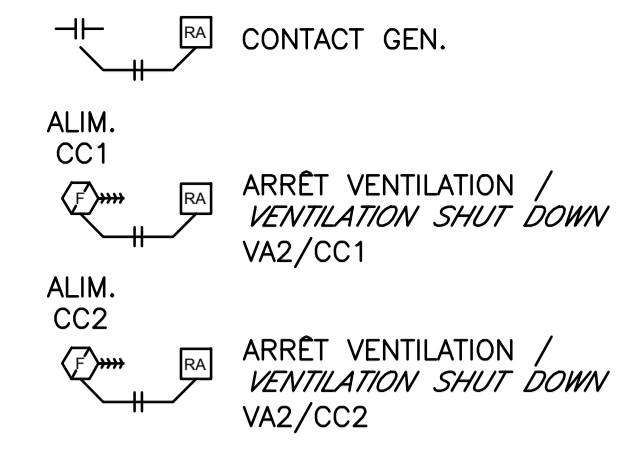 RA CONTACT GEN.
ALIM.
CC1
F RA ARRÊT VENTILATION /
VENTILATION SHUT DOWN
VA2/CC1
ALIM.
CC2
F RA ARRÊT VENTILATION /
VENTILATION SHUT DOWN
VA2/CC2